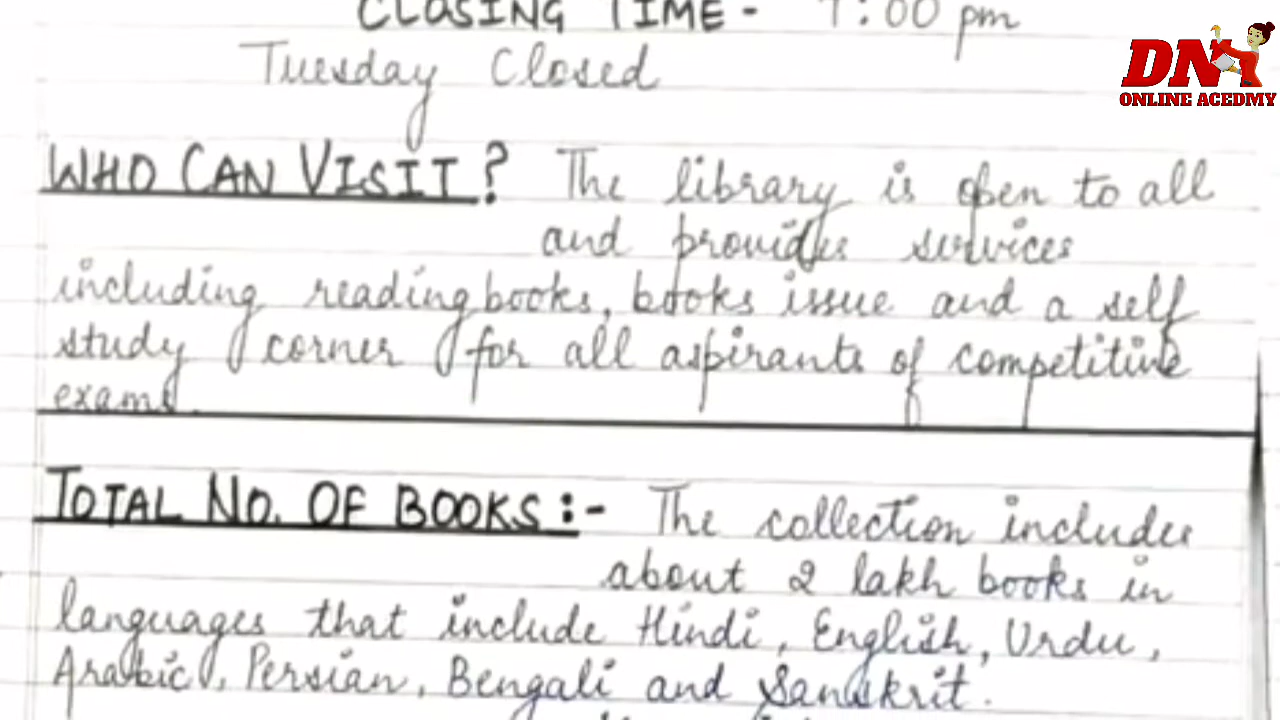 CLOSING TIME - 7:00 pm
Tuesday Closed
DN
ONLINE ACEDMY
WHO CAN VISIT? The library is open to all
and provides services
including reading books, books issue and a self
study corner for all aspirants of competitive
exams.
TOTAL NO. OF BOOKS:- The collection includes
about 2 lakh books in
languages that include Hindi, English, Urdu,
Arabic, Persian, Bengali and Sanskrit.